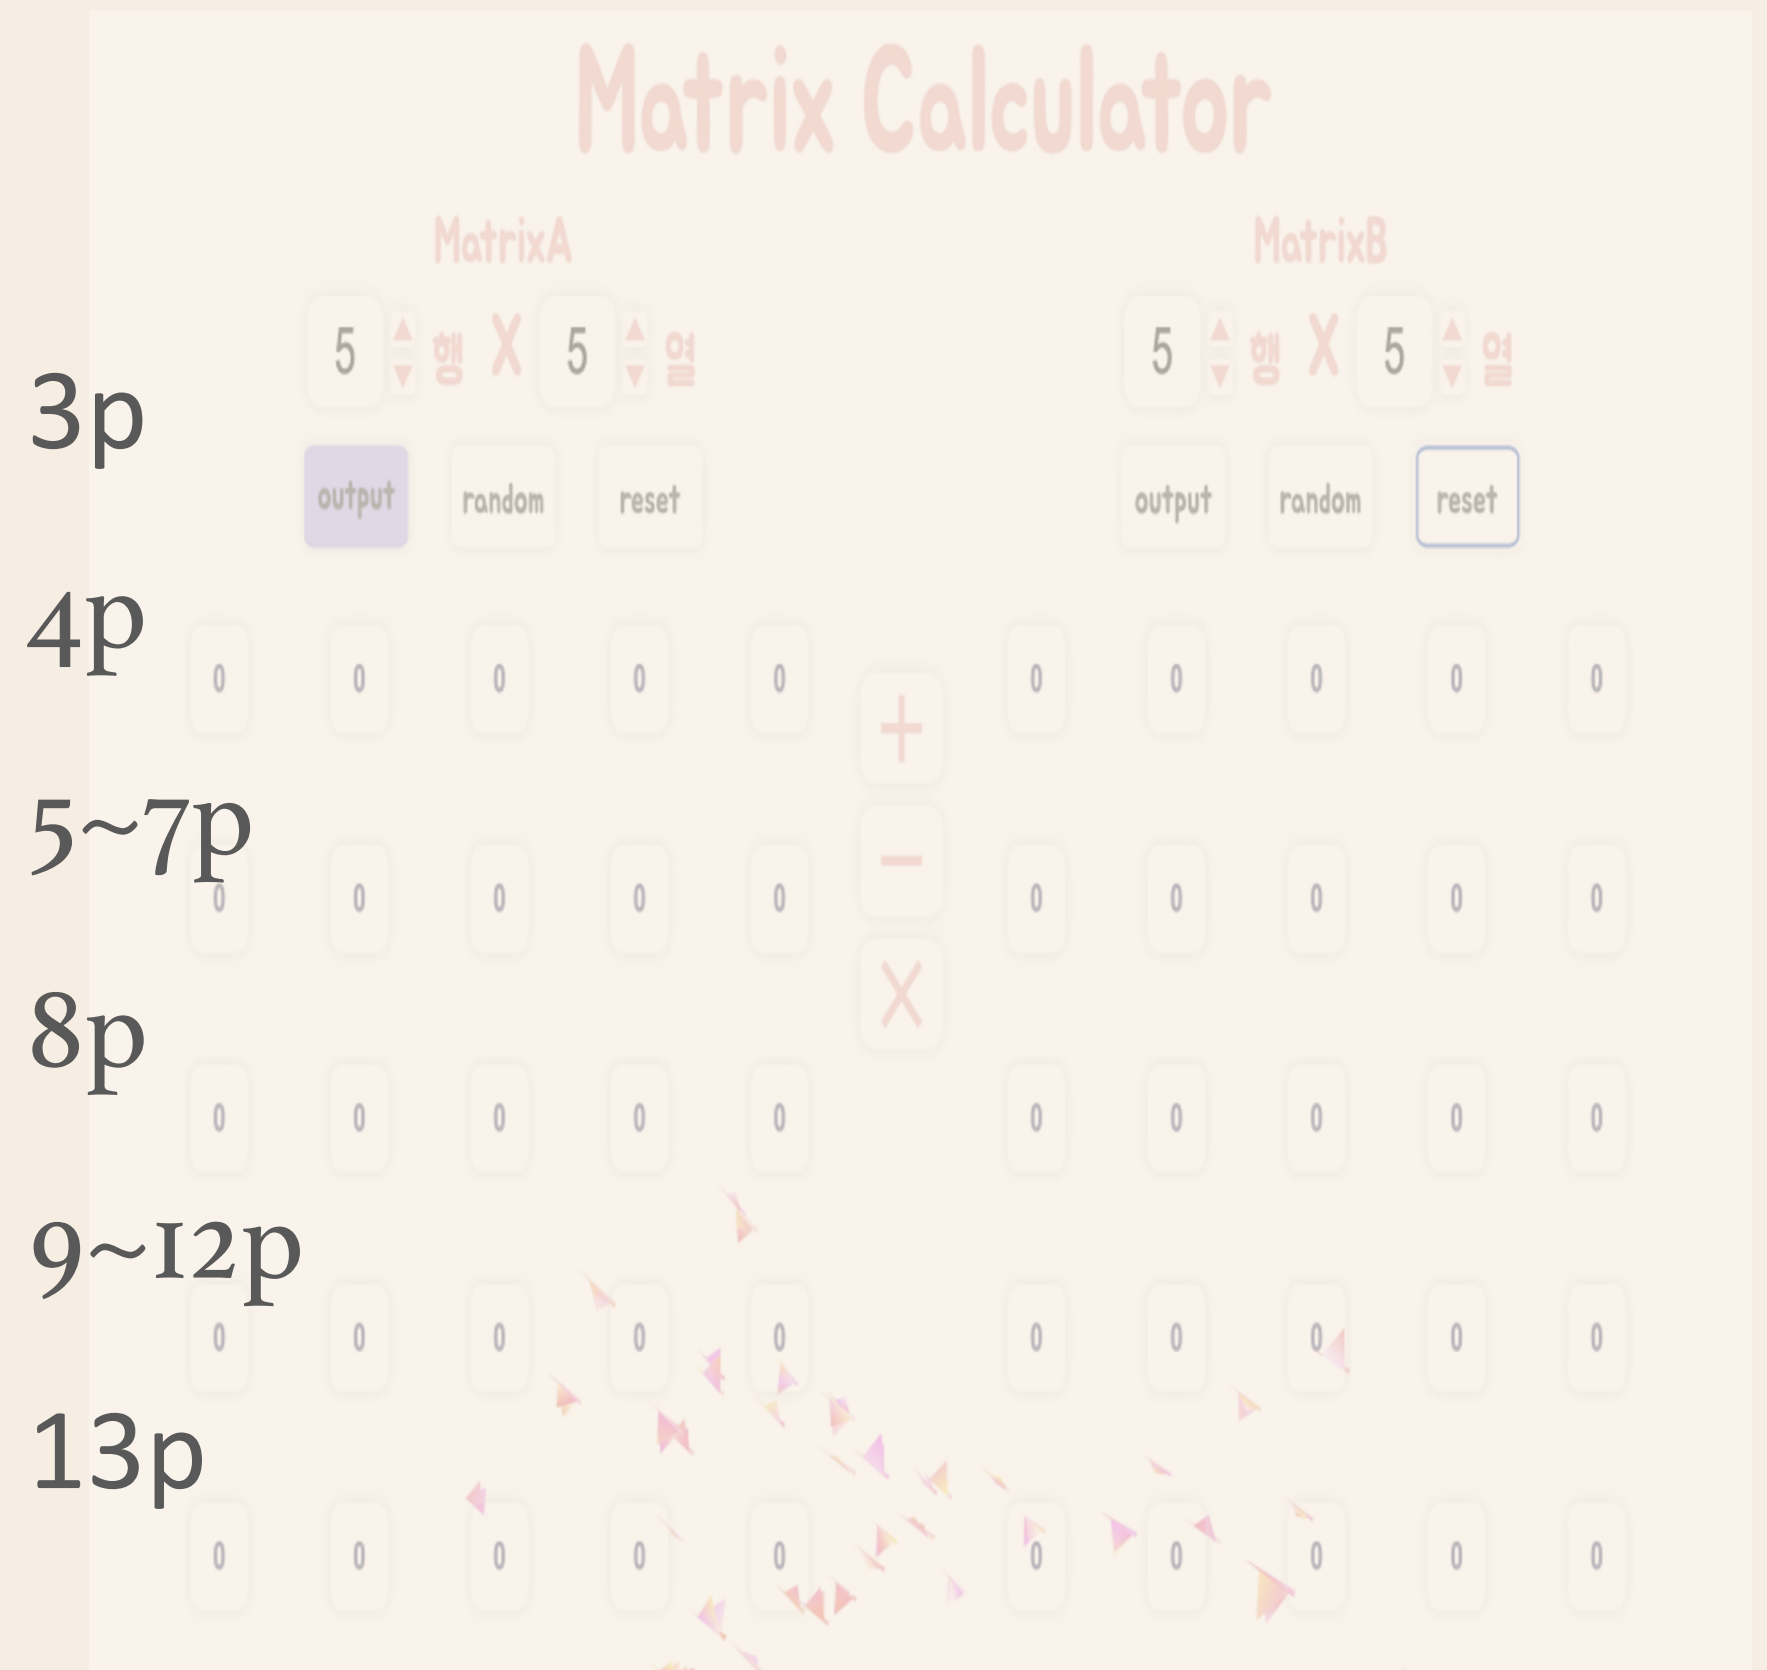 Matrix Calculator
MatrixA MatrixB
5 행 X 5 열 5 행 X 5 열
3p
output random reset output random reset
4p
0 0 0 0 0 + 0 0 0 0 0
5~7p
0 0 0 0 0 − 0 0 0 0 0
X
8p
0 0 0 0 0 0 0 0 0 0
9~12p
0 0 0 0 0 0 0 0 0 0
13p
0 0 0 0 0 0 0 0 0 0